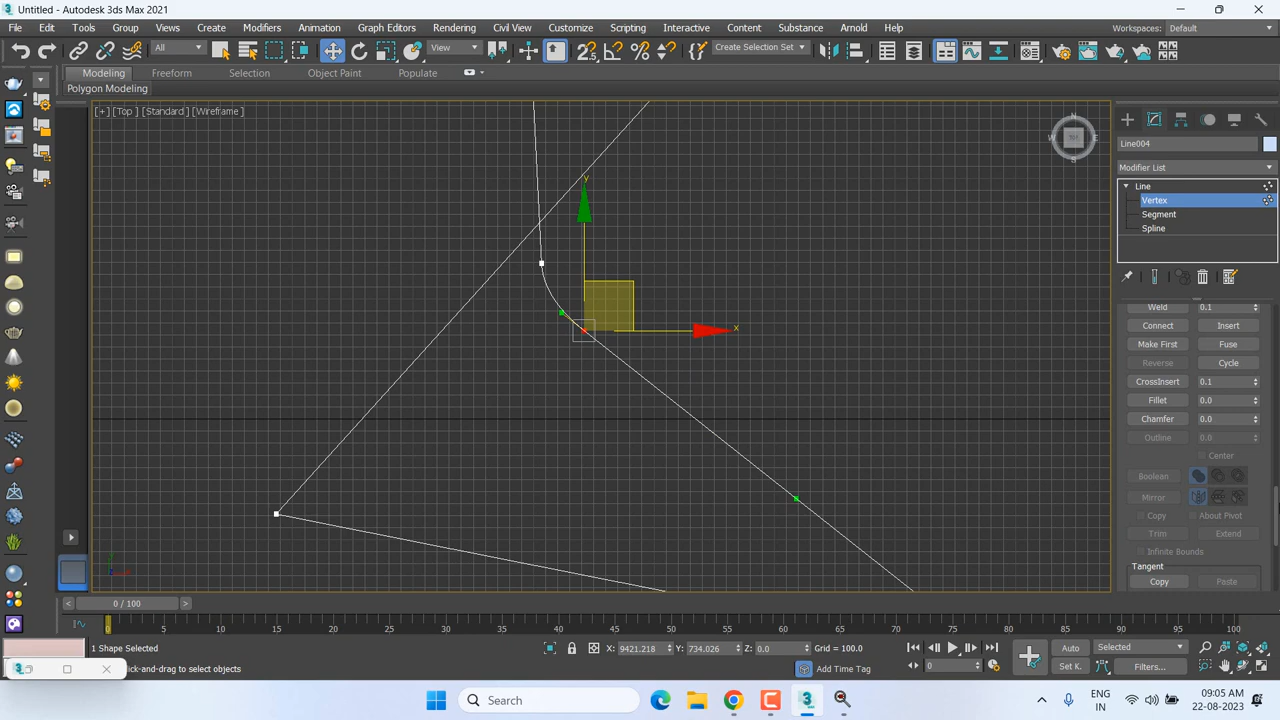 Untitled - Autodesk 3ds Max 2021
File Edit Tools Group Views Create Modifiers Animation Graph Editors Rendering Civil View Customize Scripting Interactive Content Substance Arnold Help
Workspaces: Default
All View Create Selection Set
Modeling Freeform Selection Object Paint Populate
Polygon Modeling
[+] [Top ] [Standard ] [Wireframe ]
N
W E
y
x
Line004
Modifier List
Line
Vertex
Segment
Spline
Weld 0.1
Connect Insert
Make First Fuse
Reverse Cycle
CrossInsert 0.1
Fillet 0.0
Chamfer 0.0
Outline 0.0
Center
Boolean
Mirror
Copy About Pivot
Trim Extend
Infinite Bounds
Tangent
Copy Paste
< 0 / 100 >
0 5 10 15 20 25 30 35 40 45 50 55 60 65 70 75 80 85 90 95 100
1 Shape Selected
X: 9421.218 Y: 734.026 Z: 0.0 Grid = 100.0
Auto Selected
click-and-drag to select objects
Add Time Tag
0
Set K. Filters...
Search
ENG
IN
09:05 AM
22-08-2023